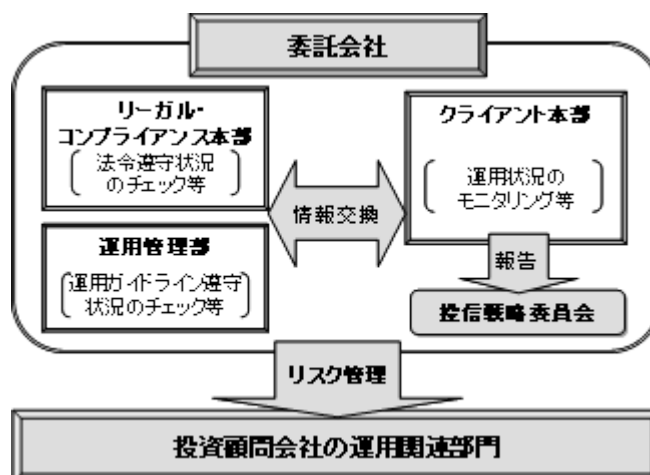 委託会社
リーガル・
コンプライアンス本部
法令遵守状況
のチェック等
クライアント本部
運用状況の
モニタリング等
情報交換
運用管理部
運用ガイドライン遵守
状況のチェック等
報告
投信戦略委員会
リスク管理
投資顧問会社の運用関連部門